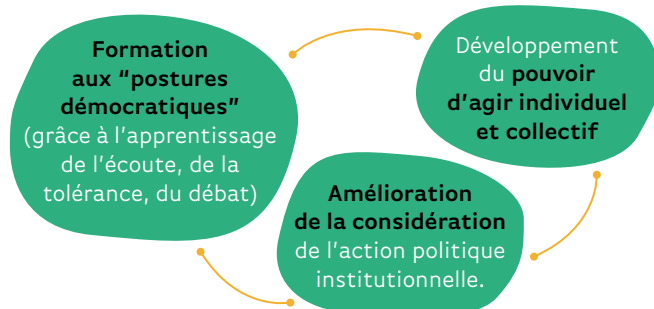 Formation
aux “postures
démocratiques”
(grâce à l’apprentissage
de l’écoute, de la
tolérance, du débat)
Développement
du pouvoir
d’agir individuel
et collectif
Amélioration
de la considération
de l’action politique
institutionnelle.